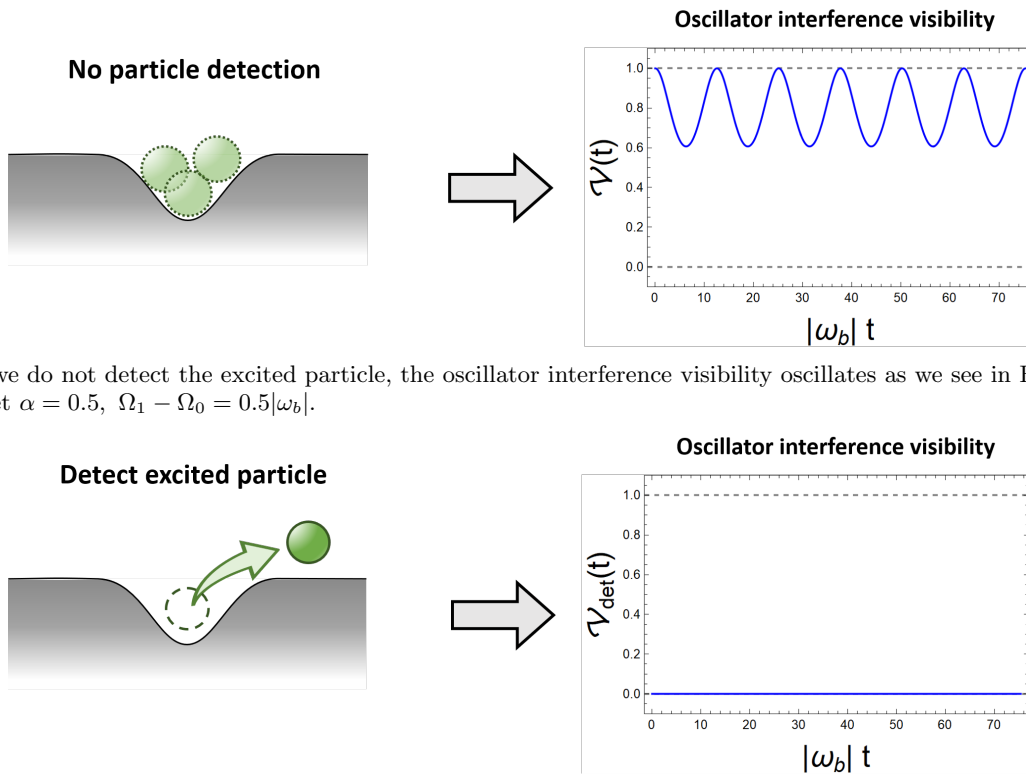 Oscillator interference visibility
No particle detection
𝒱(t)
1.0
0.8
0.6
0.4
0.2
0.0
0 10 20 30 40 50 60 70
|ω_b| t
we do not detect the excited particle, the oscillator interference visibility oscillates as we see in
α = 0.5, Ω₁ − Ω₀ = 0.5|ω_b|.
Oscillator interference visibility
Detect excited particle
𝒱_det(t)
1.0
0.8
0.6
0.4
0.2
0.0
0 10 20 30 40 50 60 70
|ω_b| t